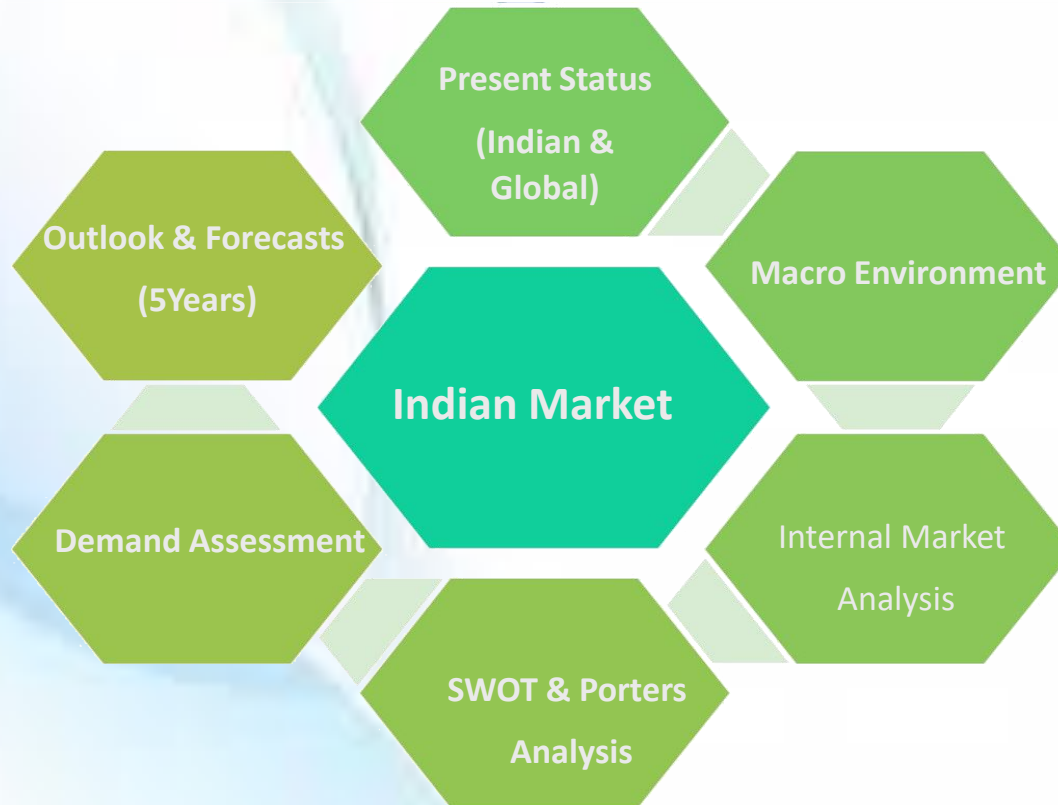 Present Status
(Indian &
Global)
Outlook & Forecasts
(5Years)
Macro Environment
Indian Market
Demand Assessment
Internal Market
Analysis
SWOT & Porters
Analysis